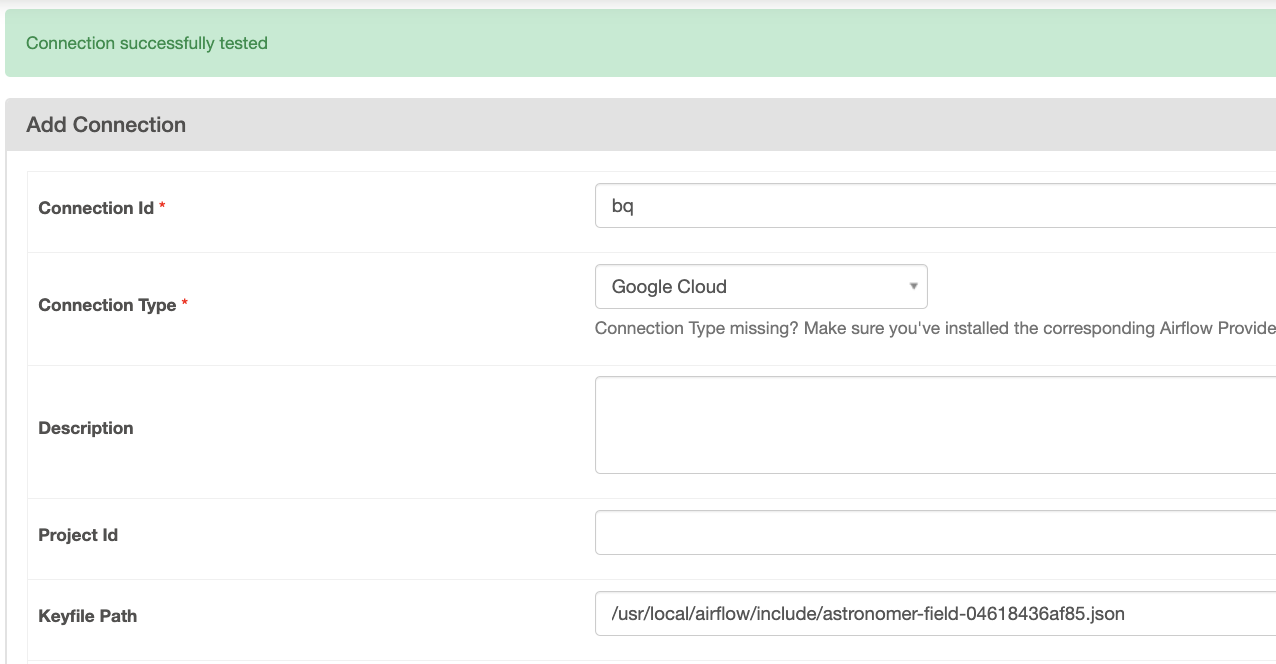 Connection successfully tested
Add Connection
Connection Id *
bq
Connection Type *
Google Cloud
Connection Type missing? Make sure you've installed the corresponding Airflow Provide
Description
Project Id
Keyfile Path
/usr/local/airflow/include/astronomer-field-04618436af85.json